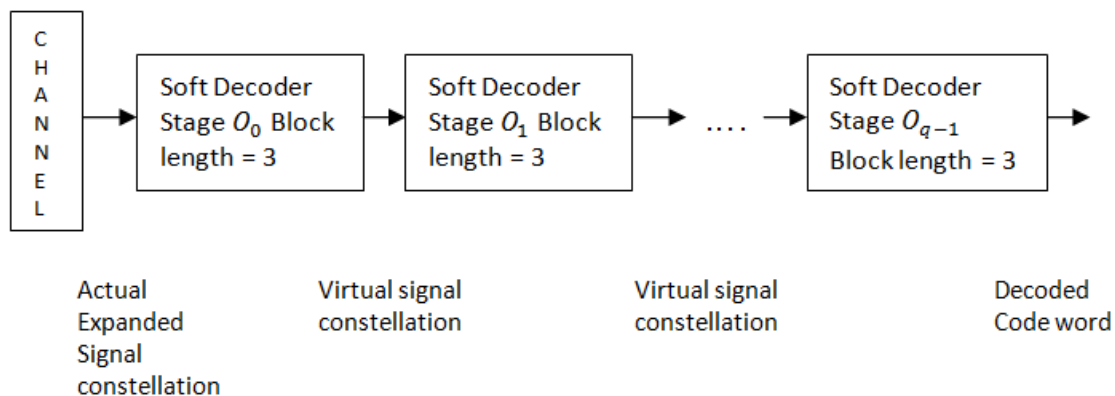 C
H
A
N
N
E
L
Soft Decoder
Stage O₀ Block
length = 3
Soft Decoder
Stage O₁ Block
length = 3
....
Soft Decoder
Stage O_{q−1}
Block length = 3
Actual
Expanded
Signal
constellation
Virtual signal
constellation
Virtual signal
constellation
Decoded
Code word